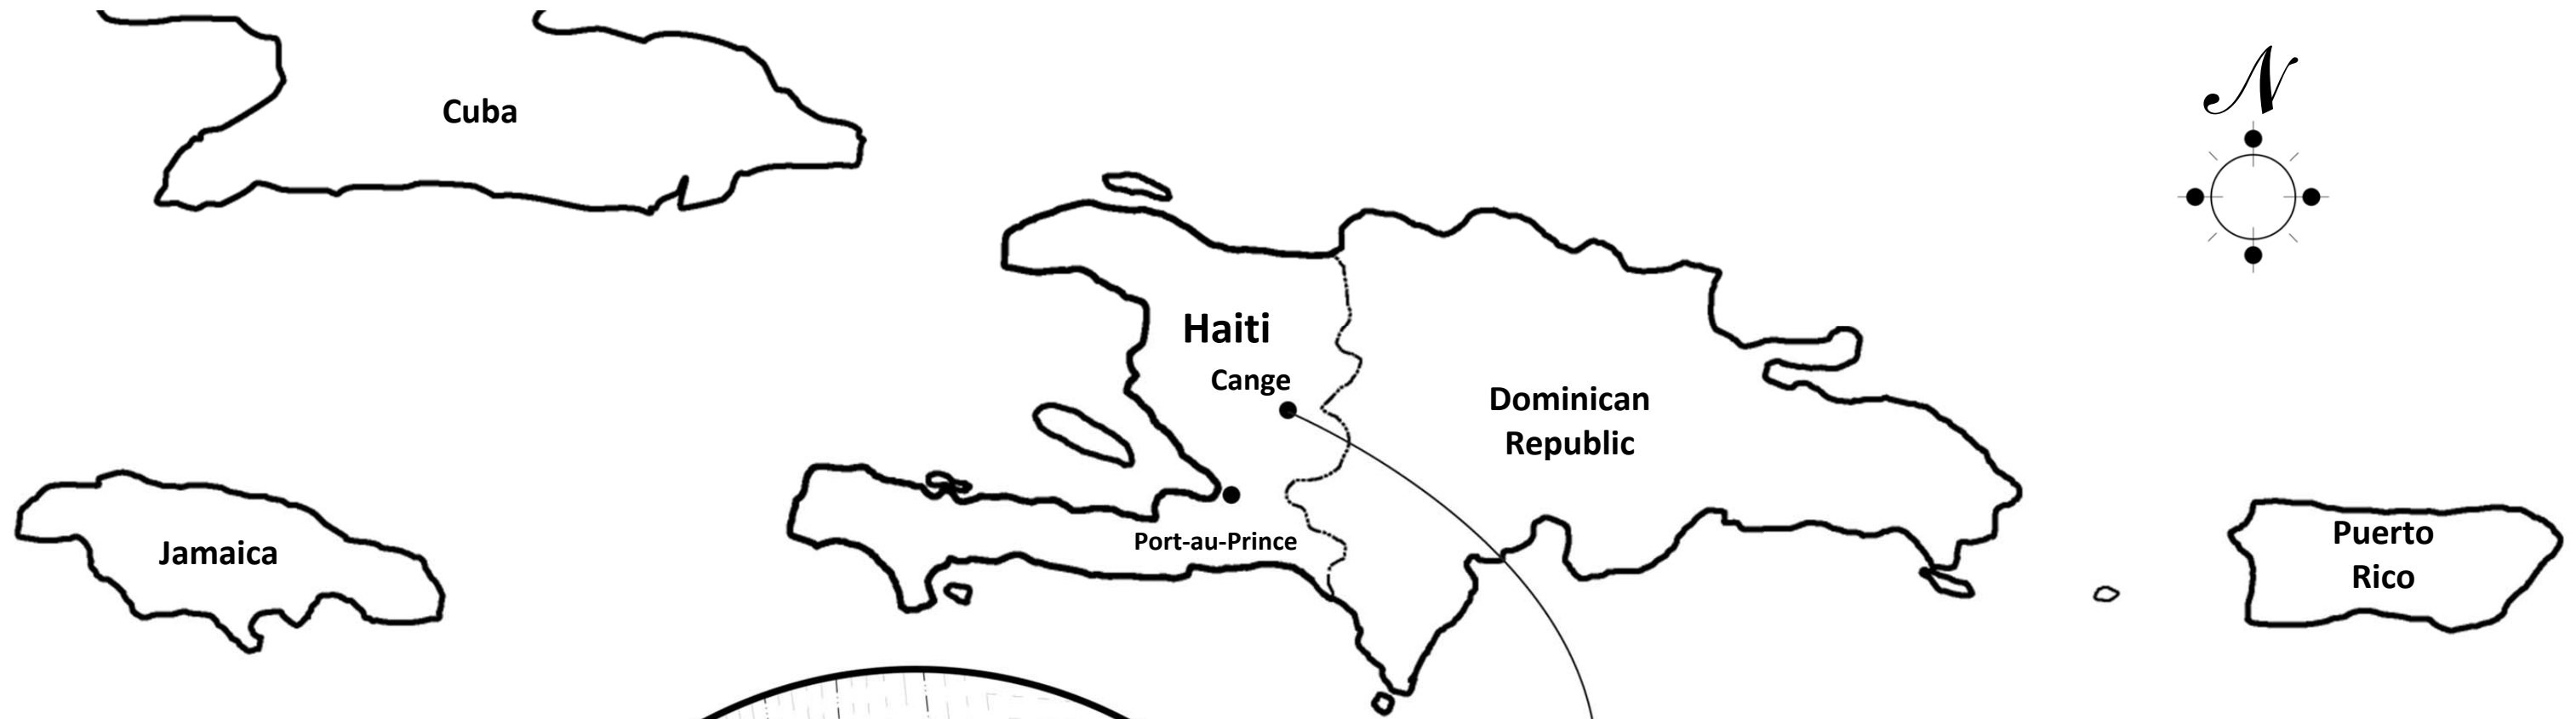 Cuba
N
Haiti
Cange
Dominican
Republic
Port-au-Prince
Jamaica
Puerto
Rico